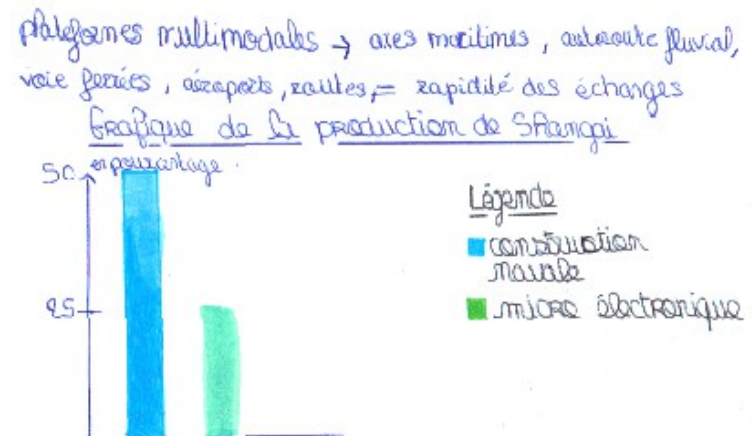 plateformes multimodales → axes maritimes, autoroute fluvial,
voie ferrées, aéroports, routes, = rapidité des échanges
Grafique de la production de Shangai
en pourcentage.
50
25
Légende
construction
navale
micro électronique